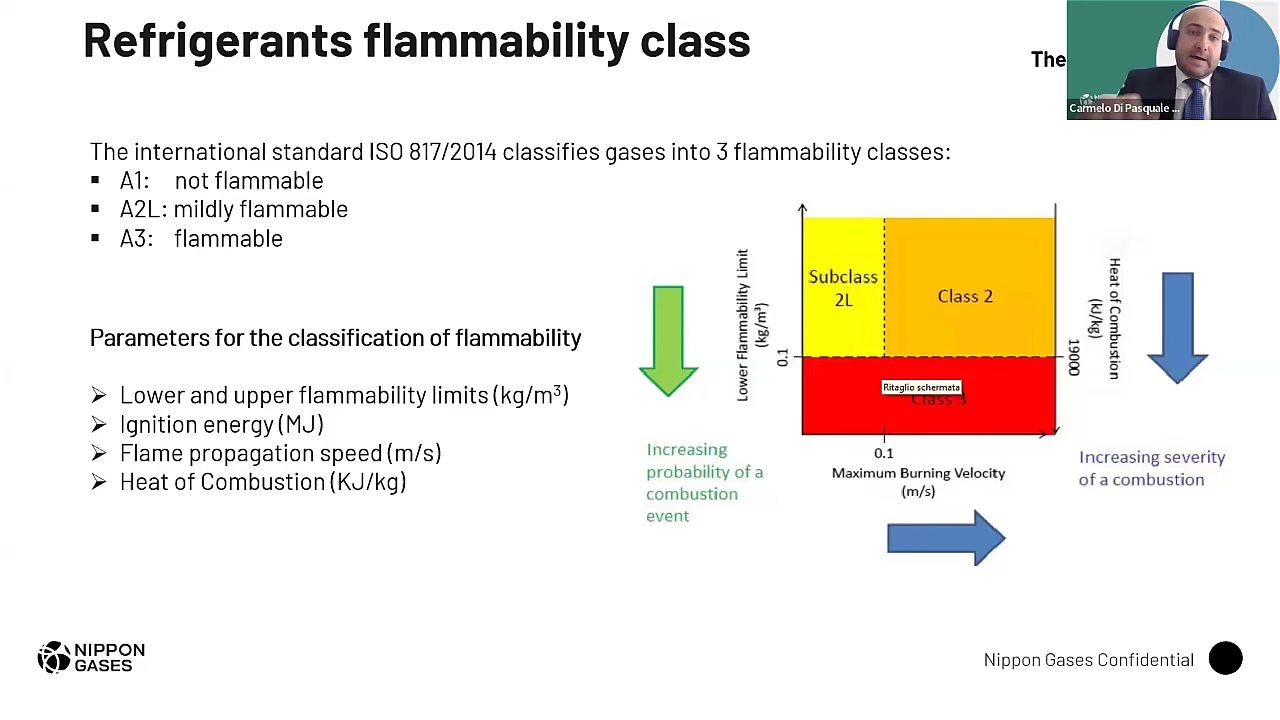 Refrigerants flammability class
The
Carmelo Di Pasquale ...
The international standard ISO 817/2014 classifies gases into 3 flammability classes:
▪ A1: not flammable
▪ A2L: mildly flammable
▪ A3: flammable
Parameters for the classification of flammability
➢ Lower and upper flammability limits (kg/m³)
➢ Ignition energy (MJ)
➢ Flame propagation speed (m/s)
➢ Heat of Combustion (KJ/kg)
Increasing
probability of a
combustion
event
Lower Flammability Limit
(kg/m³)
0.1
Subclass
2L
Class 2
Ritaglio schermata
Class 3
0.1
Maximum Burning Velocity
(m/s)
19000
Heat of Combustion
(kJ/kg)
Increasing severity
of a combustion
NIPPON
GASES
Nippon Gases Confidential